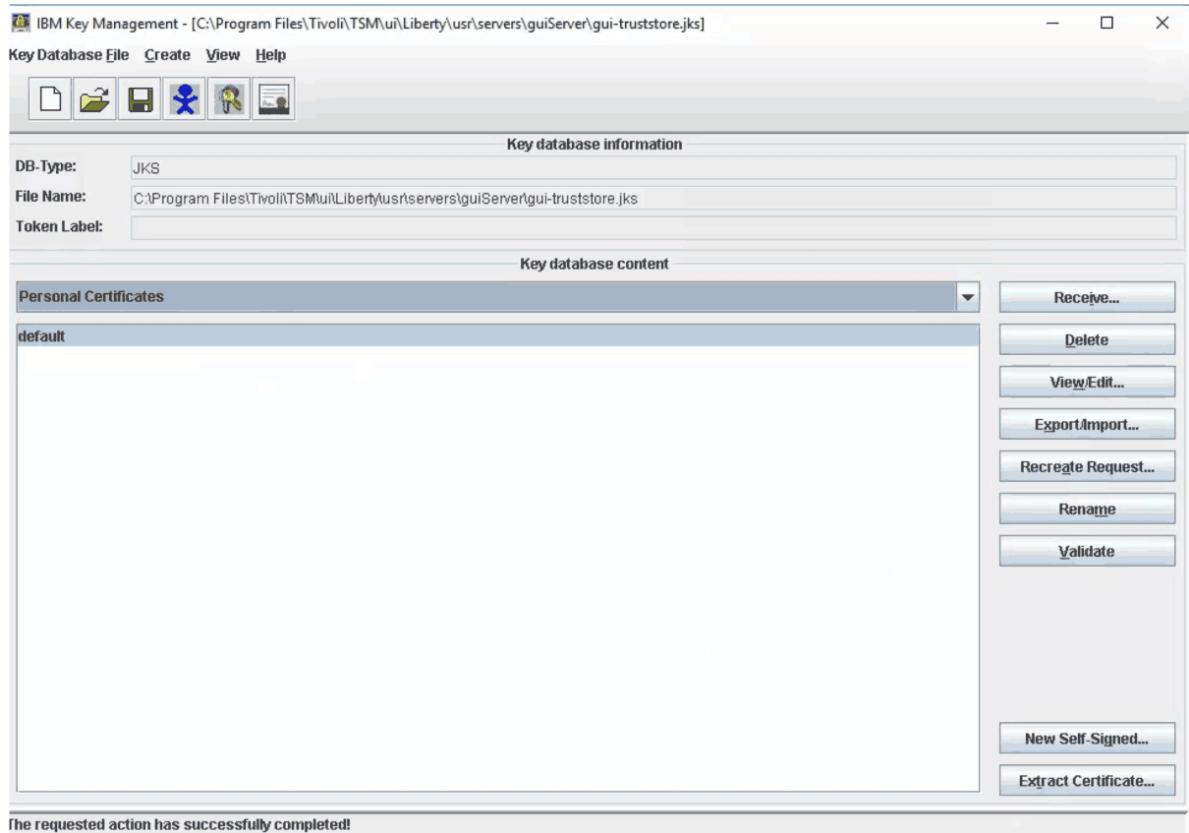 IBM Key Management - [C:\Program Files\Tivoli\TSM\ui\Liberty\usr\servers\guiServer\gui-truststore.jks]
Key Database File Create View Help
Key database information
DB-Type: JKS
File Name: C:\Program Files\Tivoli\TSM\ui\Liberty\usr\servers\guiServer\gui-truststore.jks
Token Label:
Key database content
Personal Certificates
Receive...
default
Delete
View/Edit...
Export/Import...
Recreate Request...
Rename
Validate
New Self-Signed...
Extract Certificate...
The requested action has successfully completed!